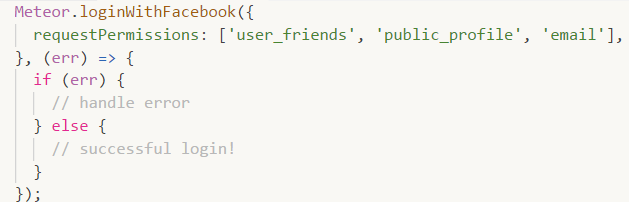 Meteor.loginWithFacebook({
  requestPermissions: ['user_friends', 'public_profile', 'email'],
}, (err) => {
  if (err) {
    // handle error
  } else {
    // successful login!
  }
});